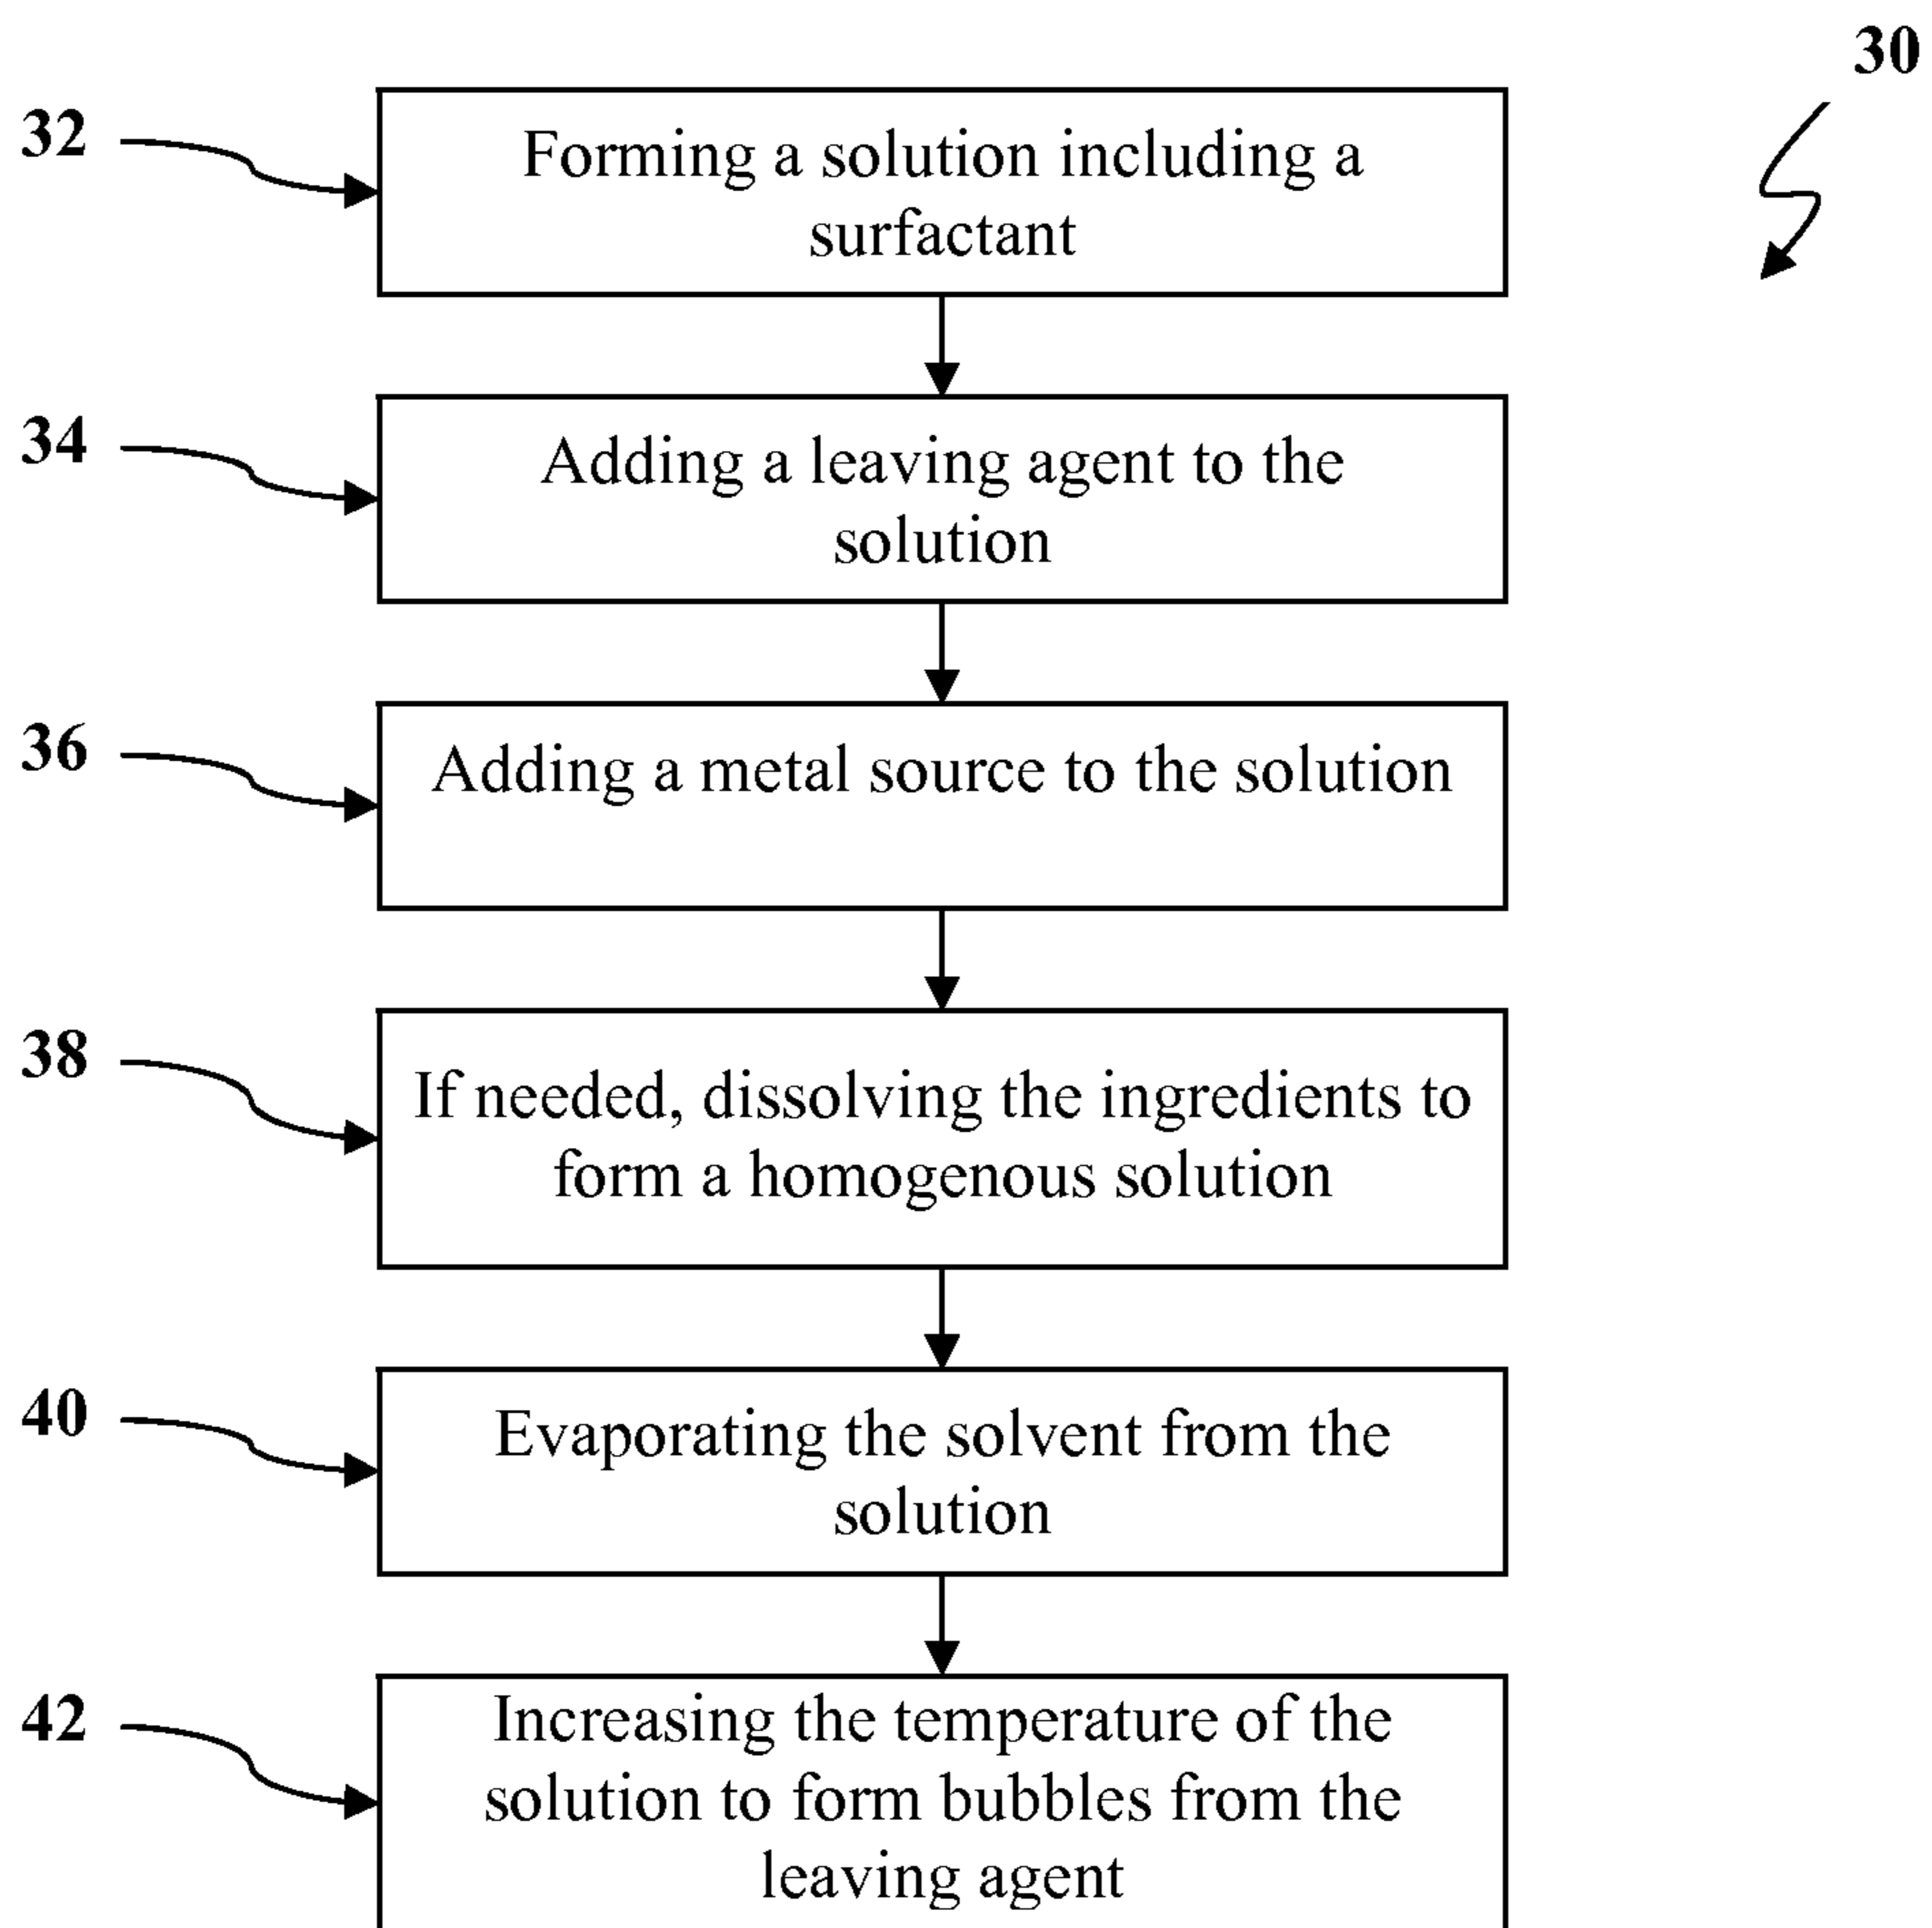 30
32
Forming a solution including a
surfactant
34
Adding a leaving agent to the
solution
36
Adding a metal source to the solution
38
If needed, dissolving the ingredients to
form a homogenous solution
40
Evaporating the solvent from the
solution
42
Increasing the temperature of the
solution to form bubbles from the
leaving agent